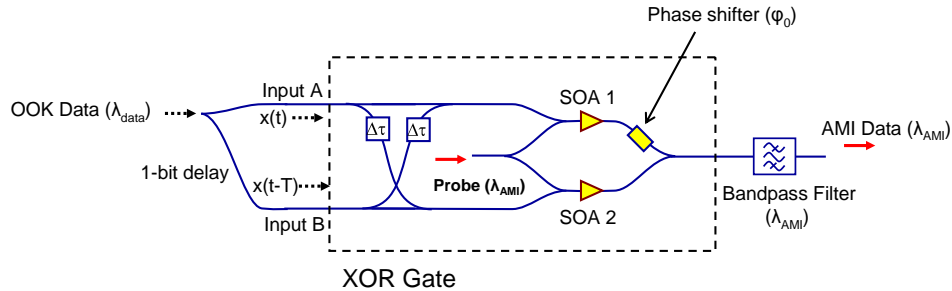 Phase shifter (φ₀)
OOK Data (λdata)
Input A
x(t)
Δτ
Δτ
SOA 1
AMI Data (λAMI)
1-bit delay
x(t-T)
Probe (λAMI)
Input B
SOA 2
Bandpass Filter
(λAMI)
XOR Gate